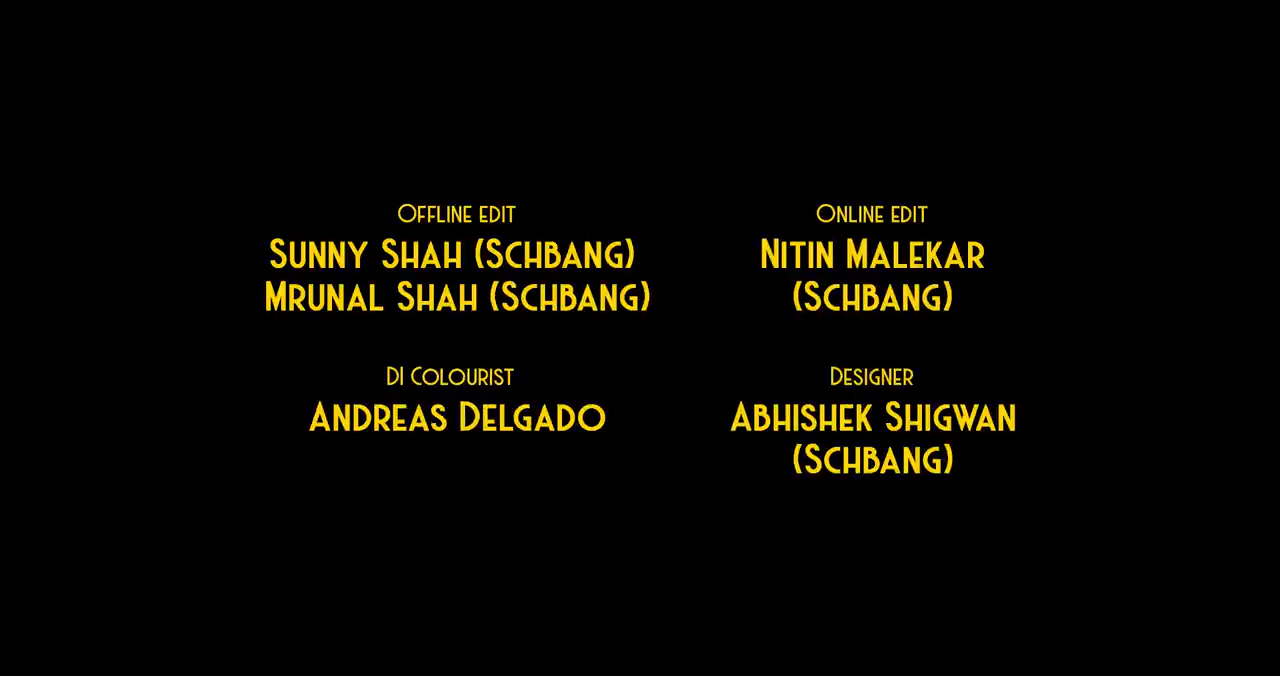 Offline edit
Sunny Shah (Schbang)
Mrunal Shah (Schbang)
Online edit
Nitin Malekar
(Schbang)
DI Colourist
Andreas Delgado
Designer
Abhishek Shigwan
(Schbang)